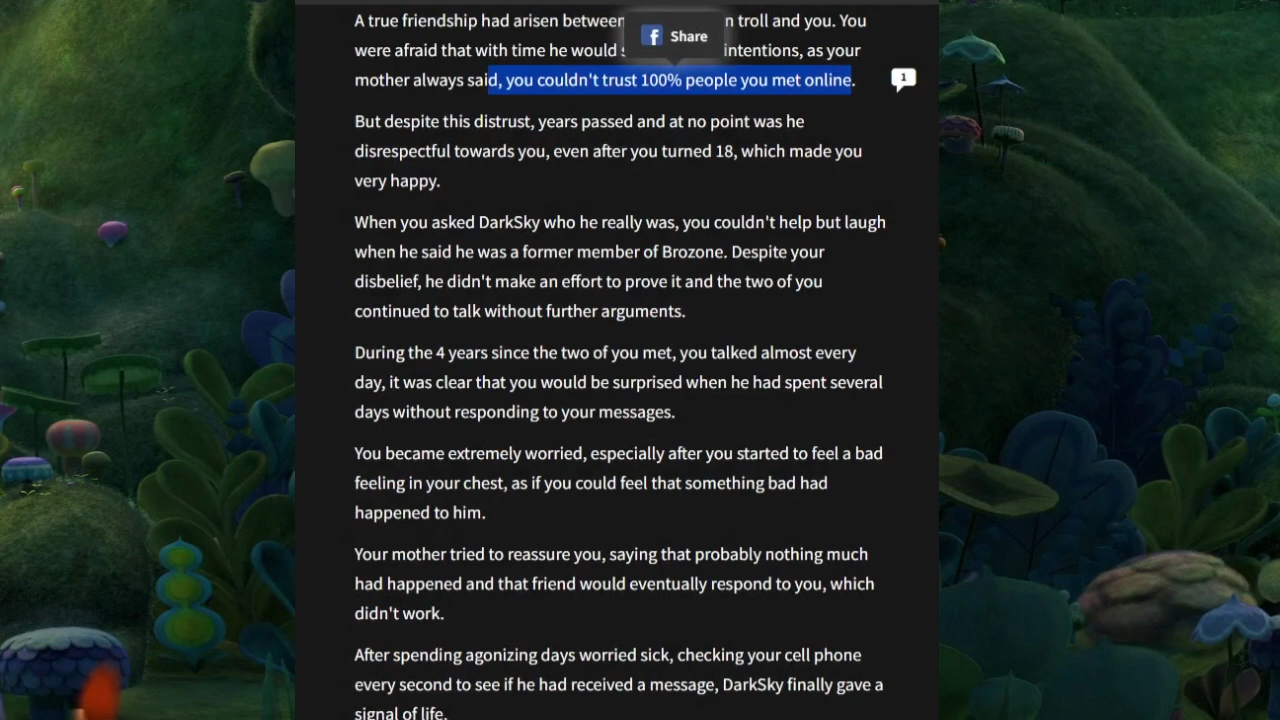 A true friendship had arisen between n troll and you. You
Share
were afraid that with time he would intentions, as your
mother always said, you couldn't trust 100% people you met online.
1
But despite this distrust, years passed and at no point was he
disrespectful towards you, even after you turned 18, which made you
very happy.
When you asked DarkSky who he really was, you couldn't help but laugh
when he said he was a former member of Brozone. Despite your
disbelief, he didn't make an effort to prove it and the two of you
continued to talk without further arguments.
During the 4 years since the two of you met, you talked almost every
day, it was clear that you would be surprised when he had spent several
days without responding to your messages.
You became extremely worried, especially after you started to feel a bad
feeling in your chest, as if you could feel that something bad had
happened to him.
Your mother tried to reassure you, saying that probably nothing much
had happened and that friend would eventually respond to you, which
didn't work.
After spending agonizing days worried sick, checking your cell phone
every second to see if he had received a message, DarkSky finally gave a
signal of life.